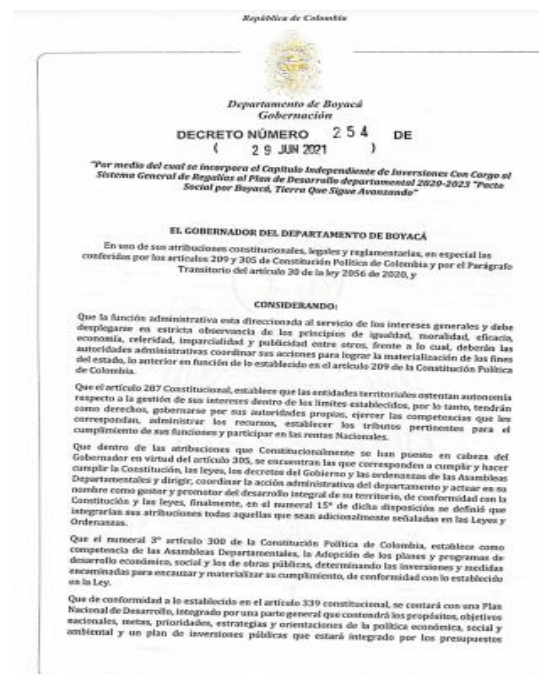 República de Colombia
Departamento de Boyacá
Gobernación
DECRETO NÚMERO 254 DE
( 29 JUN 2021 )
"Por medio del cual se incorpora el Capítulo Independiente de Inversiones Con Cargo al
Sistema General de Regalías al Plan de Desarrollo departamental 2020-2023 "Pacto
Social por Boyacá, Tierra Que Sigue Avanzando"
EL GOBERNADOR DEL DEPARTAMENTO DE BOYACÁ
En uso de sus atribuciones constitucionales, legales y reglamentarias, en especial las
conferidas por los artículos 209 y 305 de Constitución Política de Colombia y por el Parágrafo
Transitorio del artículo 30 de la ley 2056 de 2020, y
CONSIDERANDO:
Que la función administrativa esta direccionada al servicio de los intereses generales y debe
desplegarse en estricta observancia de los principios de igualdad, moralidad, eficacia,
economía, celeridad, imparcialidad y publicidad entre otros, frente a lo cual, deberán las
autoridades administrativas coordinar sus acciones para lograr la materialización de los fines
del estado, lo anterior en función de lo establecido en el artículo 209 de la Constitución Política
de Colombia.
Que el artículo 287 Constitucional, establece que las entidades territoriales ostentan autonomía
respecto a la gestión de sus intereses dentro de los límites establecidos, por lo tanto, tendrán
como derechos, gobernarse por sus autoridades propias, ejercer las competencias que les
correspondan, administrar los recursos, establecer los tributos pertinentes para el
cumplimiento de sus funciones y participar en las rentas Nacionales.
Que dentro de las atribuciones que Constitucionalmente se han puesto en cabeza del
Gobernador en virtud del artículo 305, se encuentran las que corresponden a cumplir y hacer
cumplir la Constitución, las leyes, los decretos del Gobierno y las ordenanzas de las Asambleas
Departamentales y dirigir, coordinar la acción administrativa del departamento y actuar en su
nombre como gestor y promotor del desarrollo integral de su territorio, de conformidad con la
Constitución y las leyes, finalmente, en el numeral 15° de dicha disposición se definió que
integrarían sus atribuciones todas aquellas que sean adicionalmente señaladas en las Leyes y
Ordenanzas.
Que el numeral 3° artículo 300 de la Constitución Política de Colombia, establece como
competencia de las Asambleas Departamentales, la Adopción de los planes y programas de
desarrollo económico, social y los de obras públicas, determinando las inversiones y medidas
encaminadas para encauzar y materializar su cumplimiento, de conformidad con lo establecido
en la Ley.
Que de conformidad a lo establecido en el artículo 339 constitucional, se contará con una Plan
Nacional de Desarrollo, integrado por una parte general que contendrá los propósitos, objetivos
nacionales, metas, prioridades, estrategias y orientaciones de la política económica, social y
ambiental y un plan de inversiones públicas que estará integrado por los presupuestos